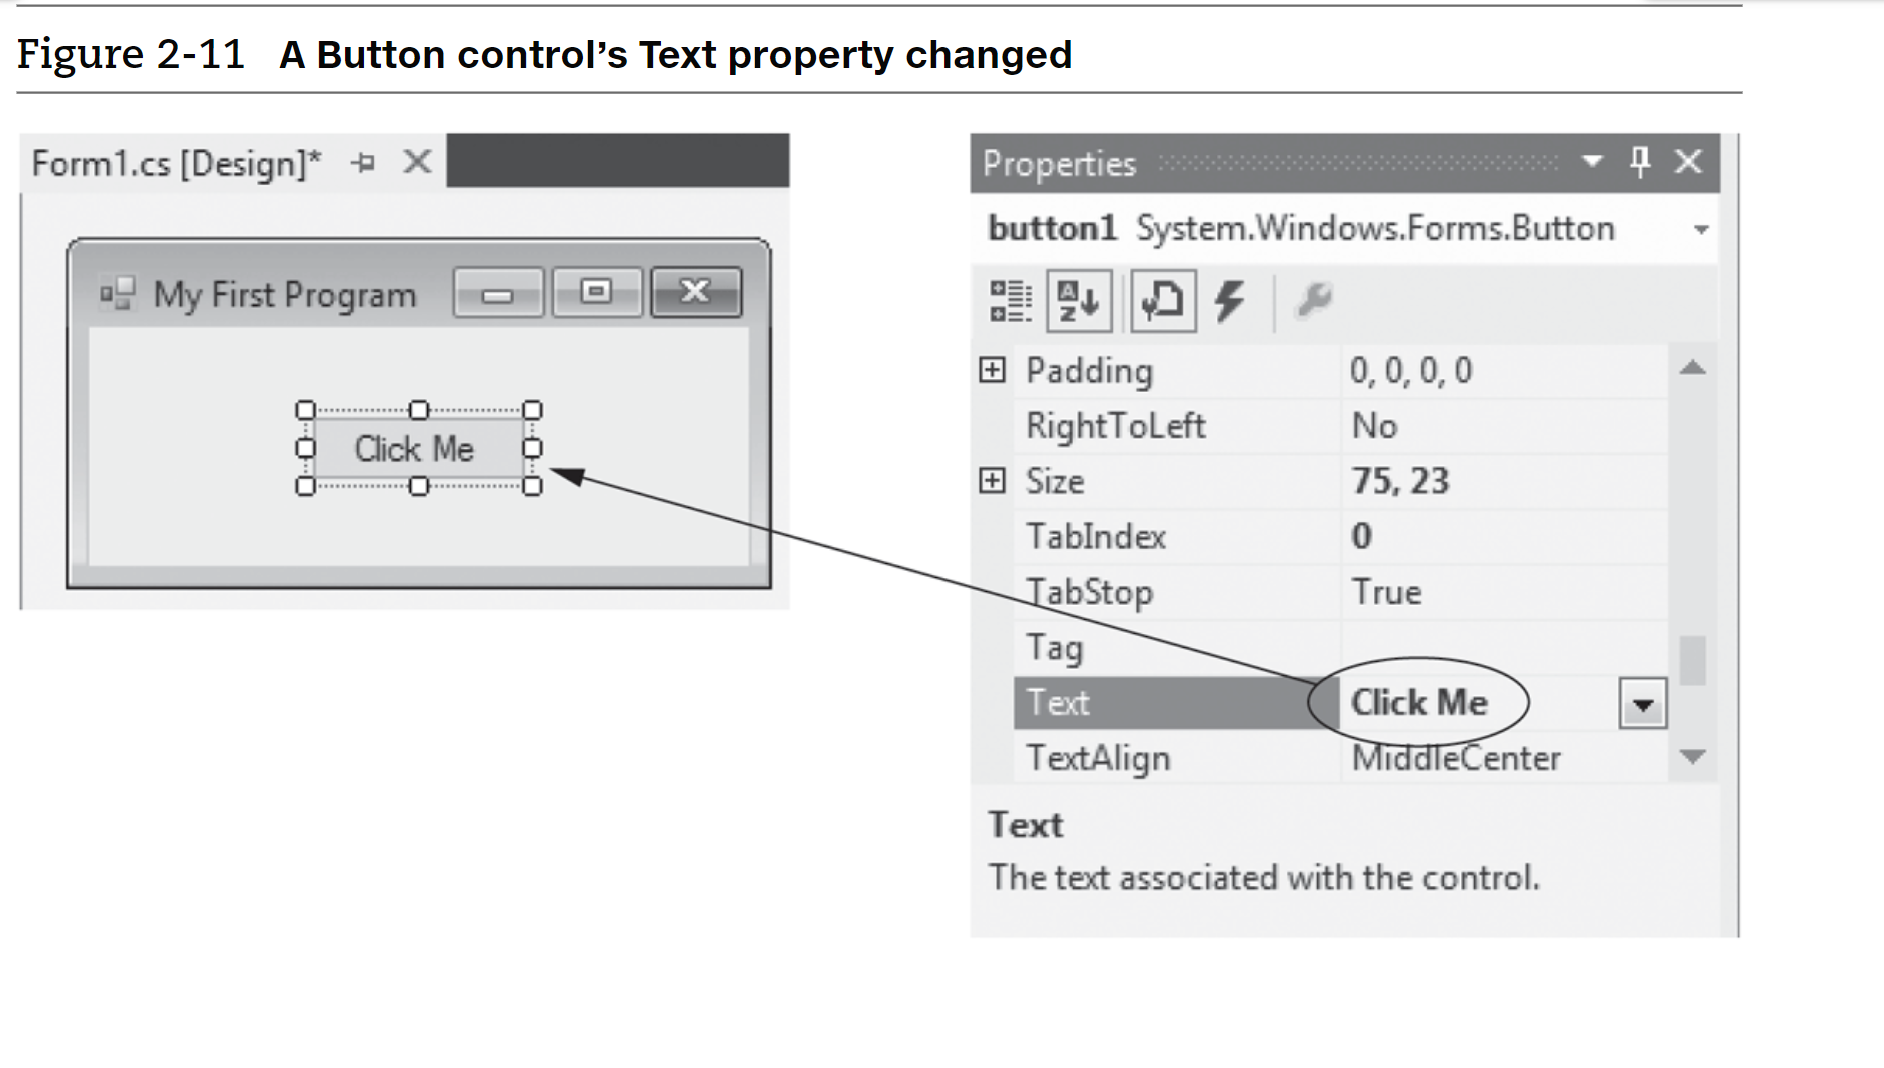 Figure 2-11 A Button control's Text property changed
Form1.cs [Design]*
My First Program
Click Me
Properties
button1 System.Windows.Forms.Button
Padding 0, 0, 0, 0
RightToLeft No
Size 75, 23
TabIndex 0
TabStop True
Tag
Text Click Me
TextAlign MiddleCenter
Text
The text associated with the control.